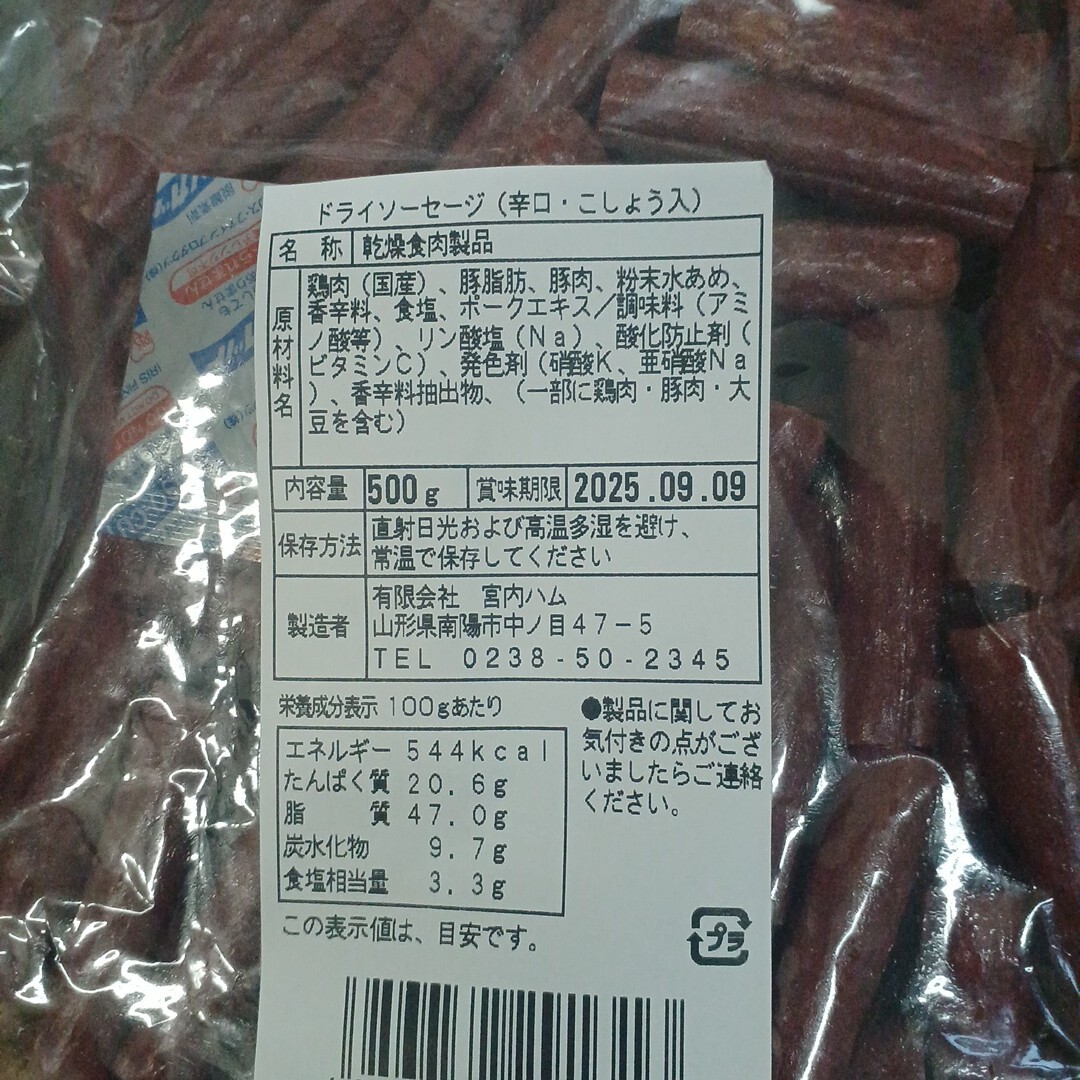 ドライソーセージ（辛口・こしょう入）
名 称 乾燥食肉製品
原材料名
鶏肉（国産）、豚脂肪、豚肉、粉末水あめ、
香辛料、食塩、ポークエキス／調味料（アミ
ノ酸等）、リン酸塩（Ｎａ）、酸化防止剤（
ビタミンＣ）、発色剤（硝酸Ｋ、亜硝酸Ｎａ
）、香辛料抽出物、（一部に鶏肉・豚肉・大
豆を含む）
内容量 500g 賞味期限 2025.09.09
保存方法 直射日光および高温多湿を避け、
常温で保存してください
製造者 有限会社 宮内ハム
山形県南陽市中ノ目４７－５
ＴＥＬ ０２３８-５０-２３４５
栄養成分表示 １００ｇあたり
エネルギー ５４４ｋｃａｌ
たんぱく質 ２０．６ｇ
脂 質 ４７．０ｇ
炭水化物 ９．７ｇ
食塩相当量 ３．３ｇ
この表示値は、目安です。
●製品に関してお
気付きの点がござ
いましたらご連絡
ください。
プラ
脱酸素剤